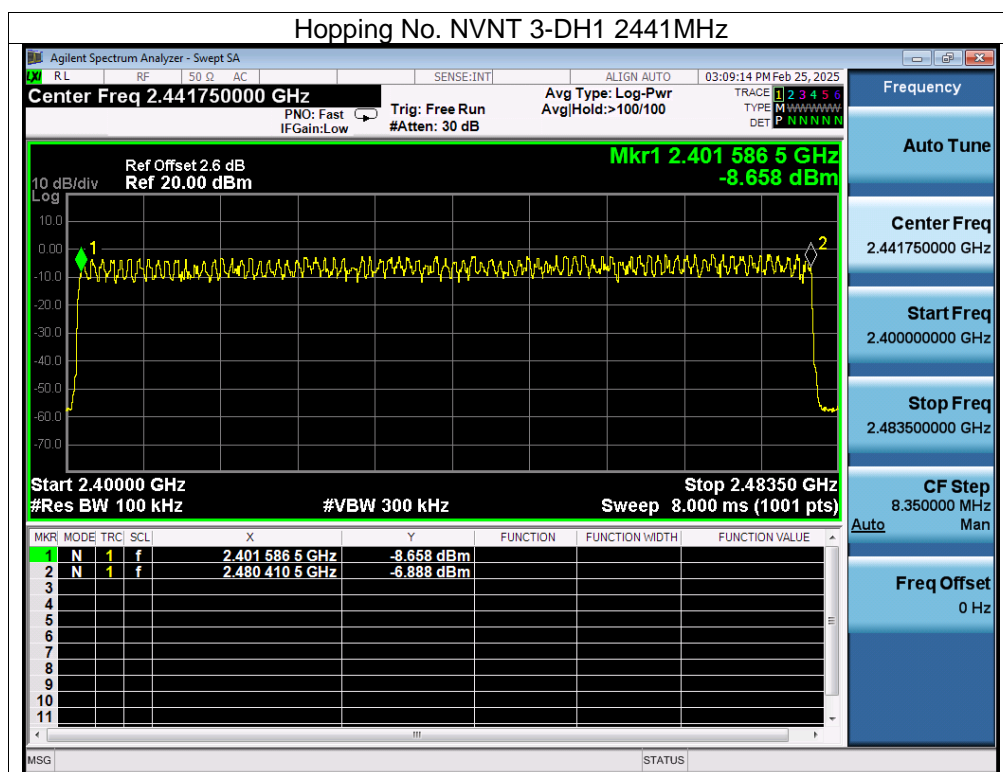 Hopping No. NVNT 3-DH1 2441MHz
Agilent Spectrum Analyzer - Swept SA
LXI RL RF 50 Ω AC SENSE:INT ALIGN AUTO 03:09:14 PM Feb 25, 2025
Center Freq 2.441750000 GHz
PNO: Fast
IFGain:Low
Trig: Free Run
#Atten: 30 dB
Avg Type: Log-Pwr
Avg|Hold:>100/100
TRACE 1 2 3 4 5 6
TYPE M WWWWW
DET P N N N N N
Mkr1 2.401 586 5 GHz
-8.658 dBm
Ref Offset 2.6 dB
10 dB/div Ref 20.00 dBm
Log
10.0
0.00
-10.0
-20.0
-30.0
-40.0
-50.0
-60.0
-70.0
1
2
Start 2.40000 GHz Stop 2.48350 GHz
#Res BW 100 kHz #VBW 300 kHz Sweep 8.000 ms (1001 pts)
MKR MODE TRC SCL X Y FUNCTION FUNCTION WIDTH FUNCTION VALUE
1 N 1 f 2.401 586 5 GHz -8.658 dBm
2 N 1 f 2.480 410 5 GHz -6.888 dBm
3
4
5
6
7
8
9
10
11
MSG STATUS
Frequency
Auto Tune
Center Freq
2.441750000 GHz
Start Freq
2.400000000 GHz
Stop Freq
2.483500000 GHz
CF Step
8.350000 MHz
Auto Man
Freq Offset
0 Hz